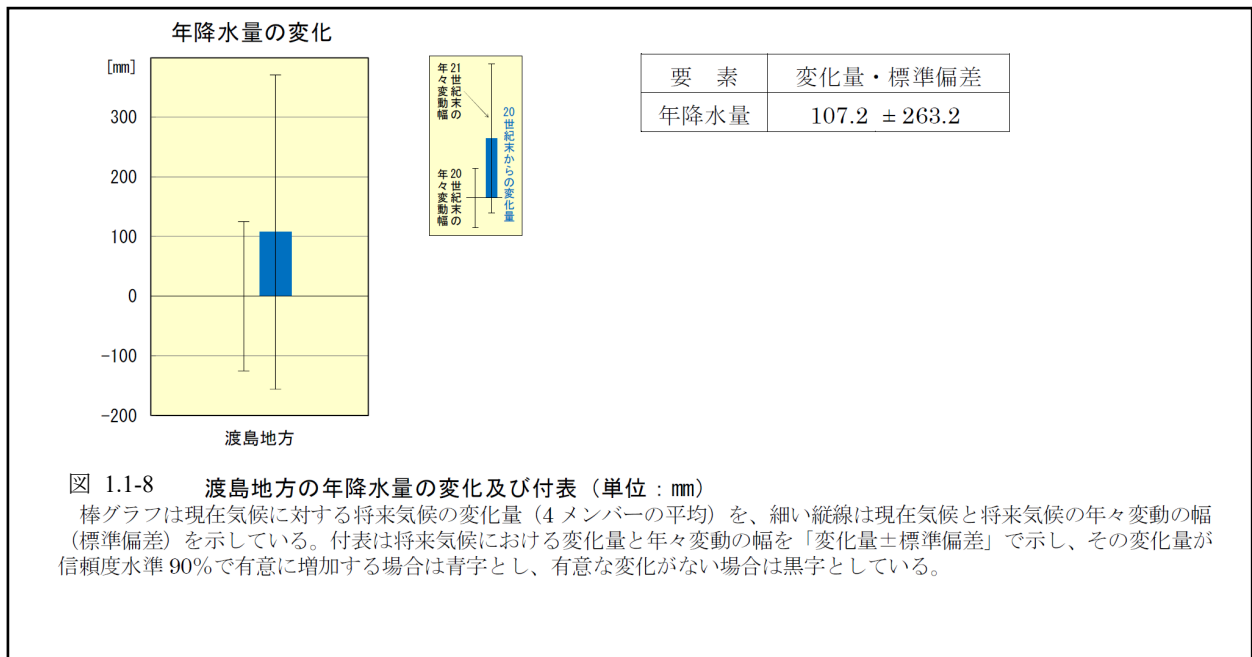 年降水量の変化
[mm]
300
200
100
0
-100
-200
渡島地方
21世紀末の
年々変動幅
20世紀末からの変化量
20世紀末の
年々変動幅
要 素 変化量・標準偏差
年降水量 107.2 ±263.2
図 1.1-8 渡島地方の年降水量の変化及び付表（単位：㎜）
棒グラフは現在気候に対する将来気候の変化量（4 メンバーの平均）を、細い縦線は現在気候と将来気候の年々変動の幅
（標準偏差）を示している。付表は将来気候における変化量と年々変動の幅を「変化量±標準偏差」で示し、その変化量が
信頼度水準 90%で有意に増加する場合は青字とし、有意な変化がない場合は黒字としている。